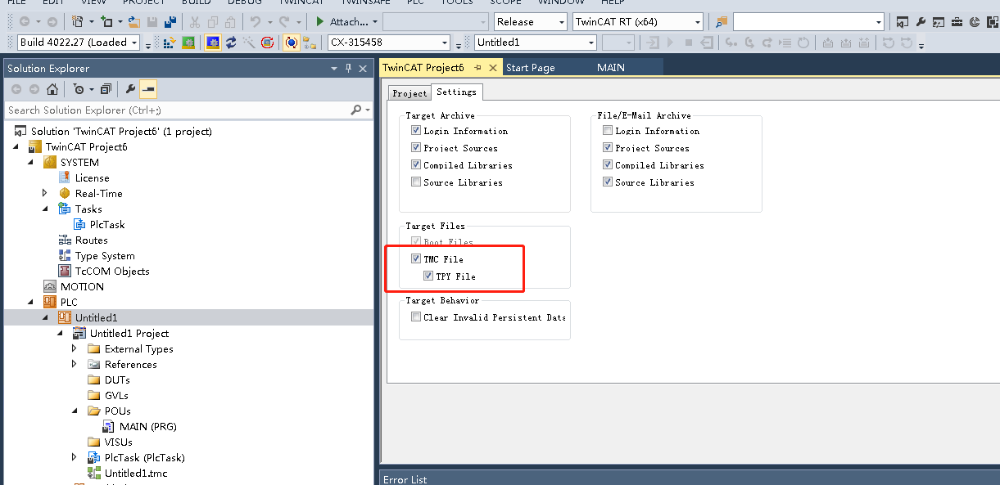 FILE EDIT VIEW PROJECT BUILD DEBUG TWINCAT TWINSAFE PLC TOOLS SCOPE WINDOW HELP
Attach... Release TwinCAT RT (x64)
Build 4022.27 (Loaded CX-315458 Untitled1
Solution Explorer
Search Solution Explorer (Ctrl+;)
Solution 'TwinCAT Project6' (1 project)
TwinCAT Project6
SYSTEM
License
Real-Time
Tasks
PlcTask
Routes
Type System
TcCOM Objects
MOTION
PLC
Untitled1
Untitled1 Project
External Types
References
DUTs
GVLs
POUs
MAIN (PRG)
VISUs
PlcTask (PlcTask)
Untitled1.tmc
TwinCAT Project6 Start Page MAIN
Project Settings
Target Archive
Login Information
Project Sources
Compiled Libraries
Source Libraries
File/E-Mail Archive
Login Information
Project Sources
Compiled Libraries
Source Libraries
Target Files
Boot Files
TMC File
TPY File
Target Behavior
Clear Invalid Persistent Data
Error List